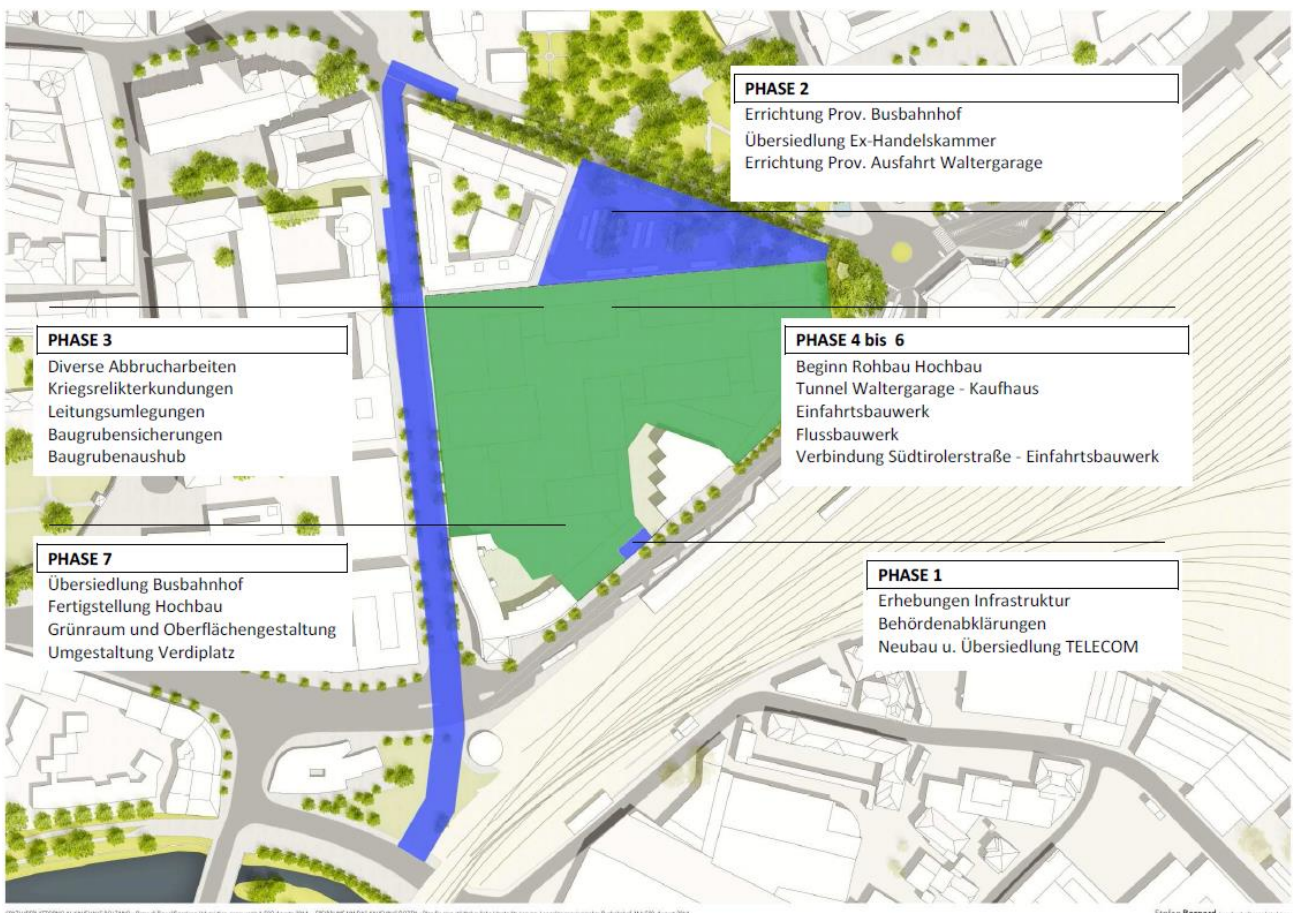 PHASE 2
Errichtung Prov. Busbahnhof
Übersiedlung Ex-Handelskammer
Errichtung Prov. Ausfahrt Waltergarage
PHASE 3
Diverse Abbrucharbeiten
Kriegsrelikterkundungen
Leitungsumlegungen
Baugrubensicherungen
Baugrubenaushub
PHASE 4 bis 6
Beginn Rohbau Hochbau
Tunnel Waltergarage - Kaufhaus
Einfahrtsbauwerk
Flussbauwerk
Verbindung Südtirolerstraße - Einfahrtsbauwerk
PHASE 7
Übersiedlung Busbahnhof
Fertigstellung Hochbau
Grünraum und Oberflächengestaltung
Umgestaltung Verdiplatz
PHASE 1
Erhebungen Infrastruktur
Behördenabklärungen
Neubau u. Übersiedlung TELECOM
Stefan Bernard